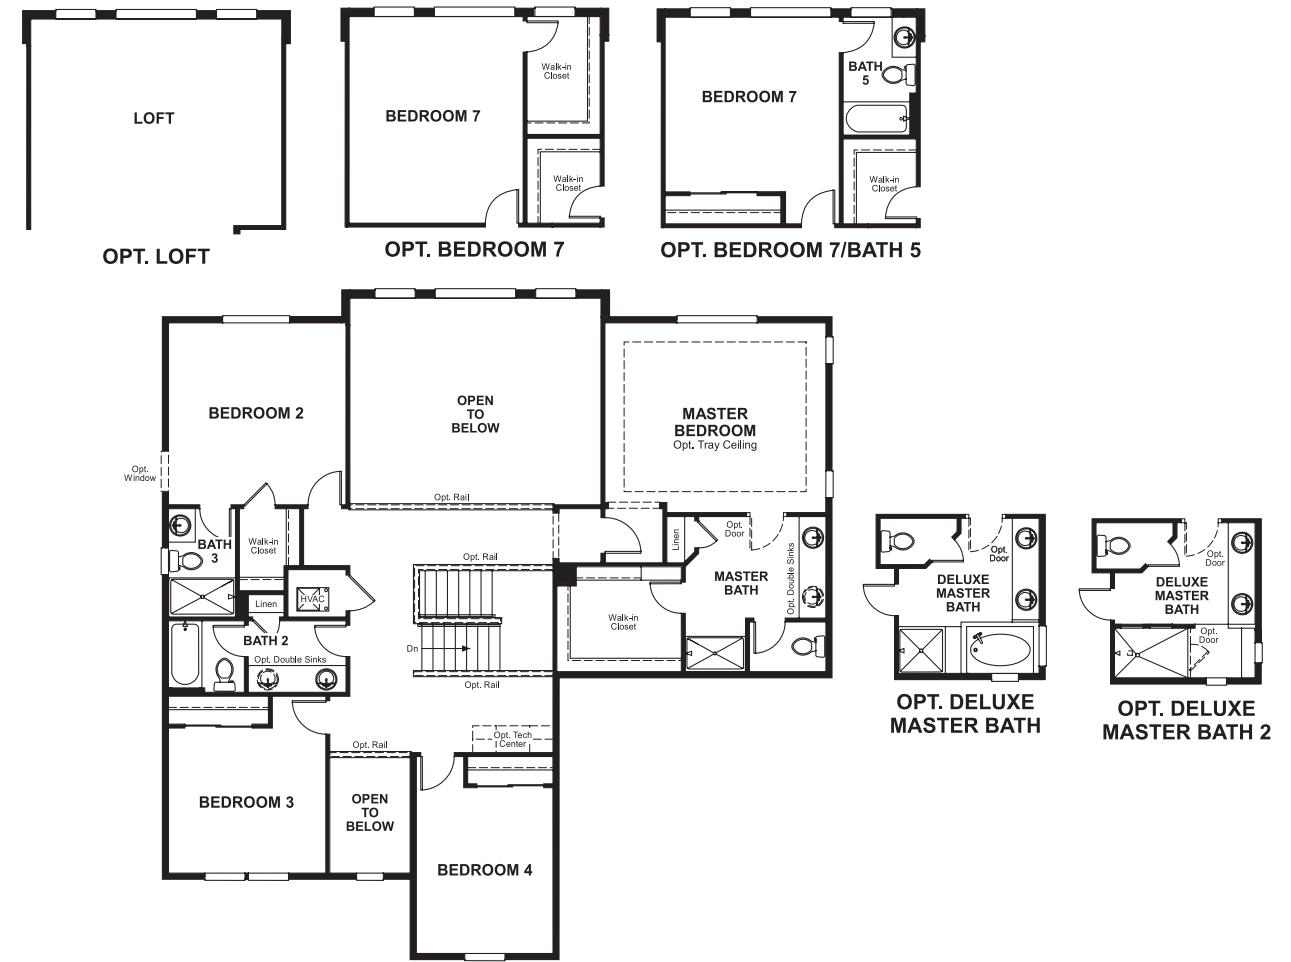 LOFT
OPT. LOFT
BEDROOM 7
Walk-in
Closet
Walk-in
Closet
OPT. BEDROOM 7
BEDROOM 7
BATH
5
Walk-in
Closet
OPT. BEDROOM 7/BATH 5
BEDROOM 2
OPEN
TO
BELOW
MASTER
BEDROOM
Opt. Tray Ceiling
Opt.
Window
Opt. Rail
BATH
3
Walk-in
Closet
Opt. Rail
Linen
Opt.
Door
MASTER
BATH
Opt. Double Sinks
Linen
HVAC
Walk-in
Closet
BATH 2
Opt. Double Sinks
Dn
Opt. Rail
Opt. Tech
Center
Opt. Rail
BEDROOM 3
OPEN
TO
BELOW
BEDROOM 4
Opt.
Door
DELUXE
MASTER
BATH
OPT. DELUXE
MASTER BATH
Opt.
Door
DELUXE
MASTER
BATH
Opt.
Door
OPT. DELUXE
MASTER BATH 2